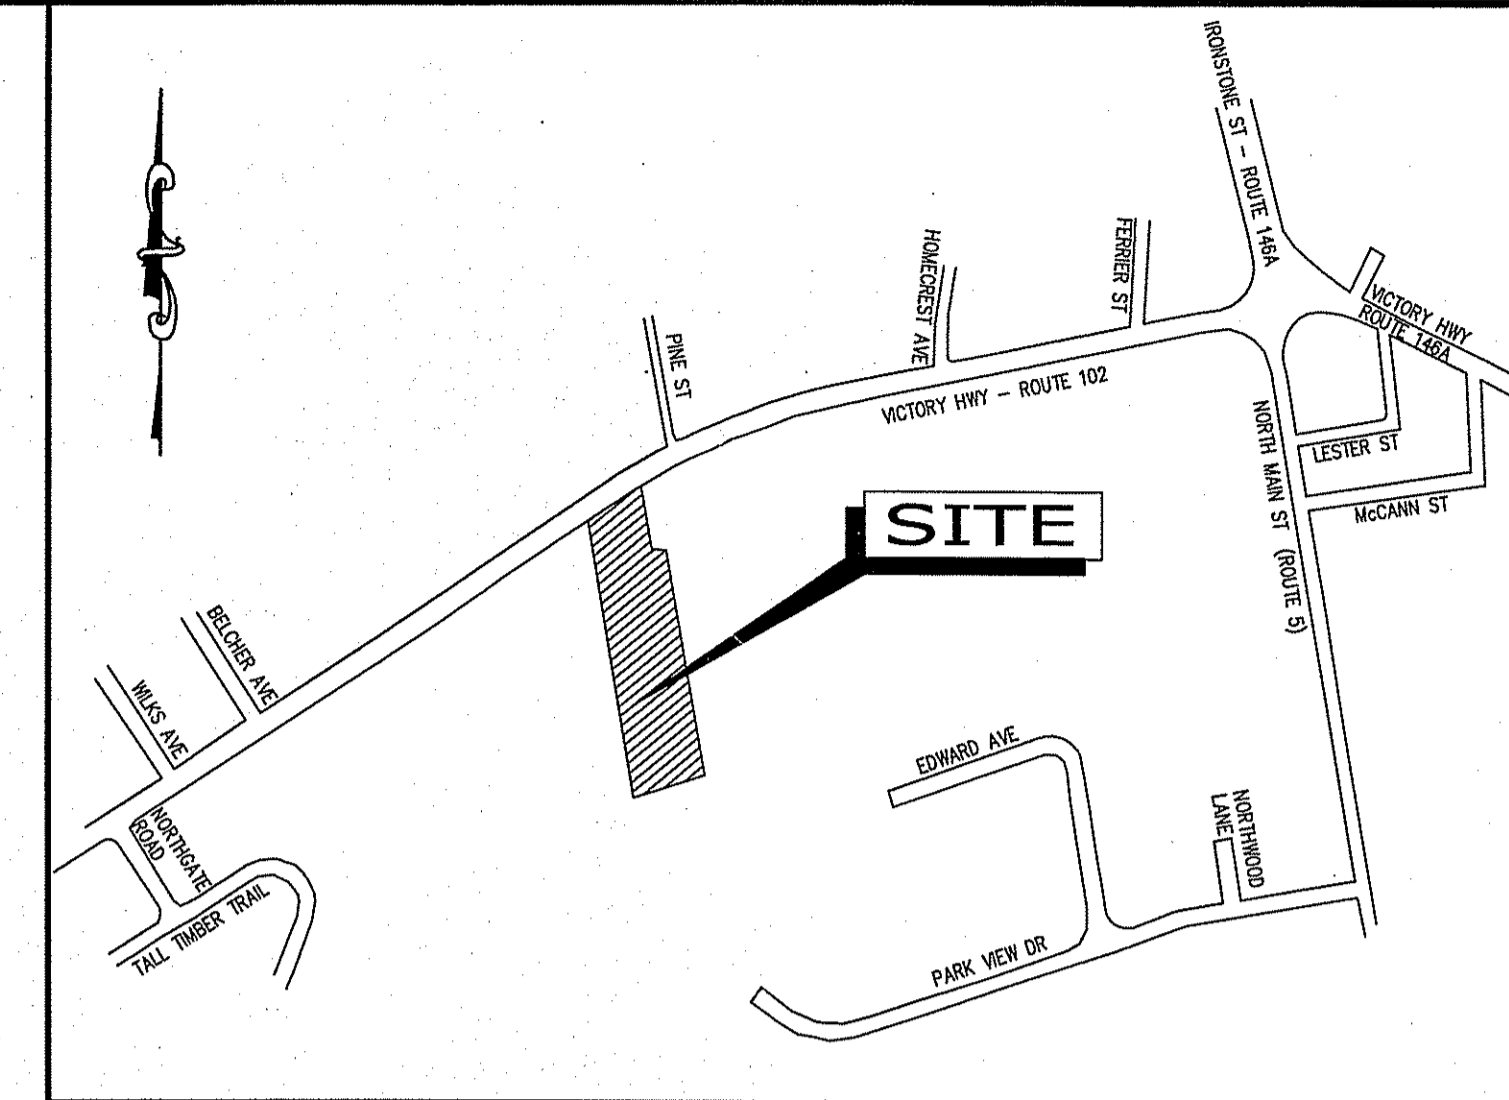 IRONSTONE ST - ROUTE 146A
FERRIER ST
HOMECREST AVE
VICTORY HWY
ROUTE 146A
PINE ST
VICTORY HWY - ROUTE 102
LESTER ST
McCANN ST
NORTH MAIN ST (ROUTE 5)
SITE
BELCHER AVE
WILKS AVE
EDWARD AVE
NORTHWOOD
LANE
NORTHGATE
ROAD
TALL TIMBER TRAIL
PARK VIEW DR